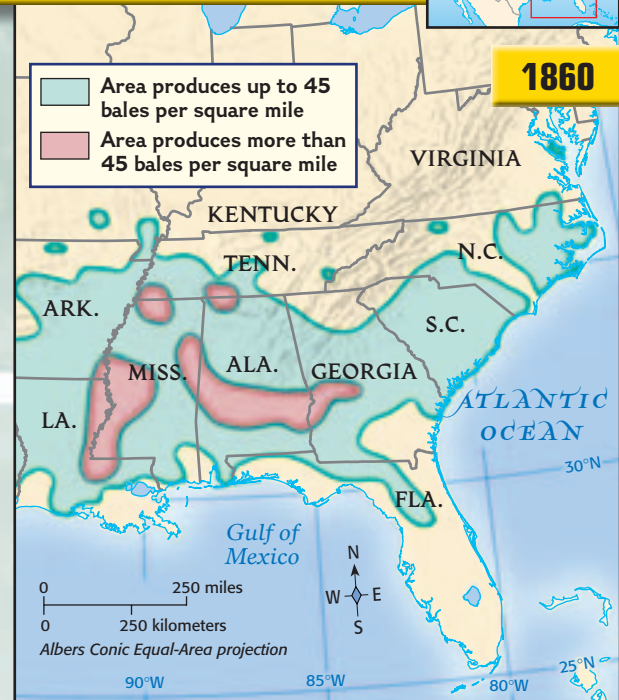 1860
Area produces up to 45
bales per square mile
Area produces more than
45 bales per square mile
VIRGINIA
KENTUCKY
N.C.
TENN.
ARK.
S.C.
MISS.
ALA.
GEORGIA
LA.
ATLANTIC
OCEAN
30°N
FLA.
Gulf of
Mexico
N
W E
S
0 250 miles
0 250 kilometers
Albers Conic Equal-Area projection
25°N
90°W
85°W
80°W